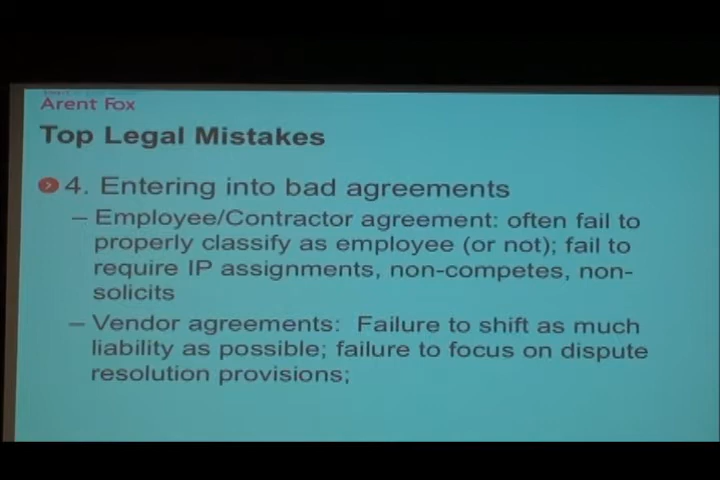 Arent Fox
Top Legal Mistakes
4. Entering into bad agreements
– Employee/Contractor agreement: often fail to
properly classify as employee (or not); fail to
require IP assignments, non-competes, non-
solicits
– Vendor agreements: Failure to shift as much
liability as possible; failure to focus on dispute
resolution provisions;